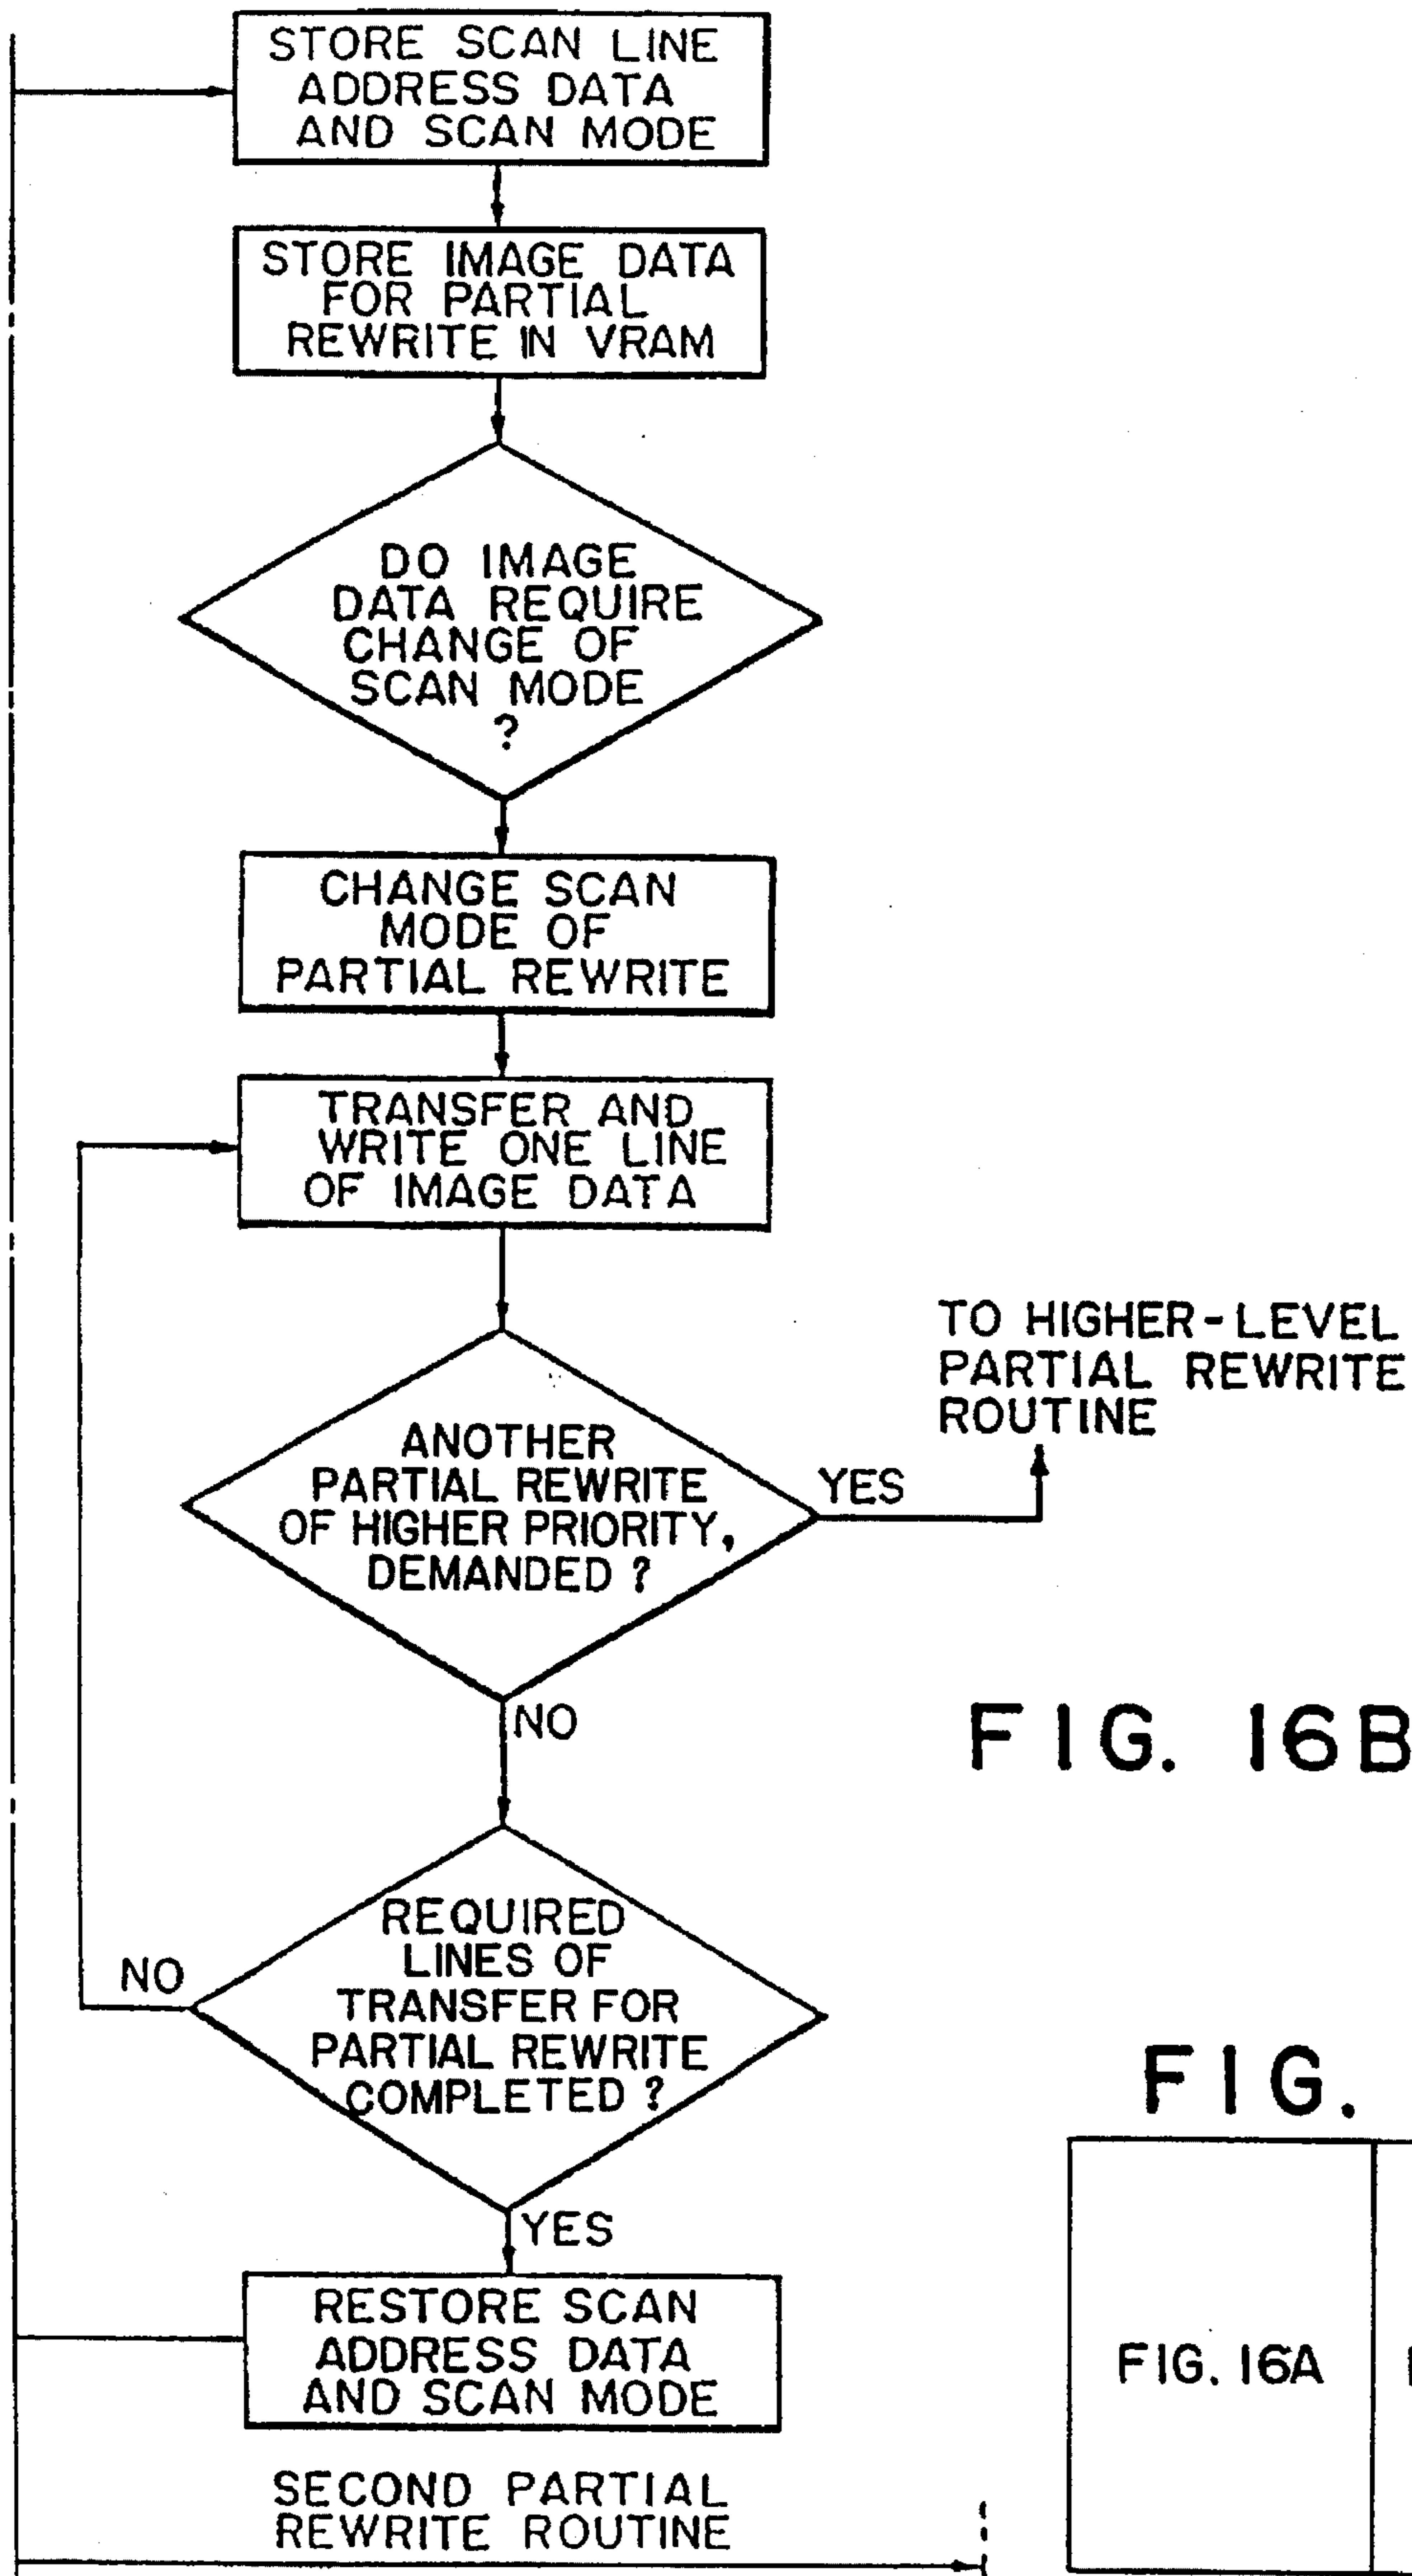 STORE SCAN LINE
ADDRESS DATA
AND SCAN MODE
STORE IMAGE DATA
FOR PARTIAL
REWRITE IN VRAM
DO IMAGE
DATA REQUIRE
CHANGE OF
SCAN MODE
?
CHANGE SCAN
MODE OF
PARTIAL REWRITE
TRANSFER AND
WRITE ONE LINE
OF IMAGE DATA
TO HIGHER-LEVEL
PARTIAL REWRITE
ROUTINE
ANOTHER
PARTIAL REWRITE
OF HIGHER PRIORITY,
DEMANDED ?
YES
NO
FIG. 16B
REQUIRED
LINES OF
TRANSFER FOR
PARTIAL REWRITE
COMPLETED ?
NO
YES
FIG.
RESTORE SCAN
ADDRESS DATA
AND SCAN MODE
FIG. 16A
SECOND PARTIAL
REWRITE ROUTINE